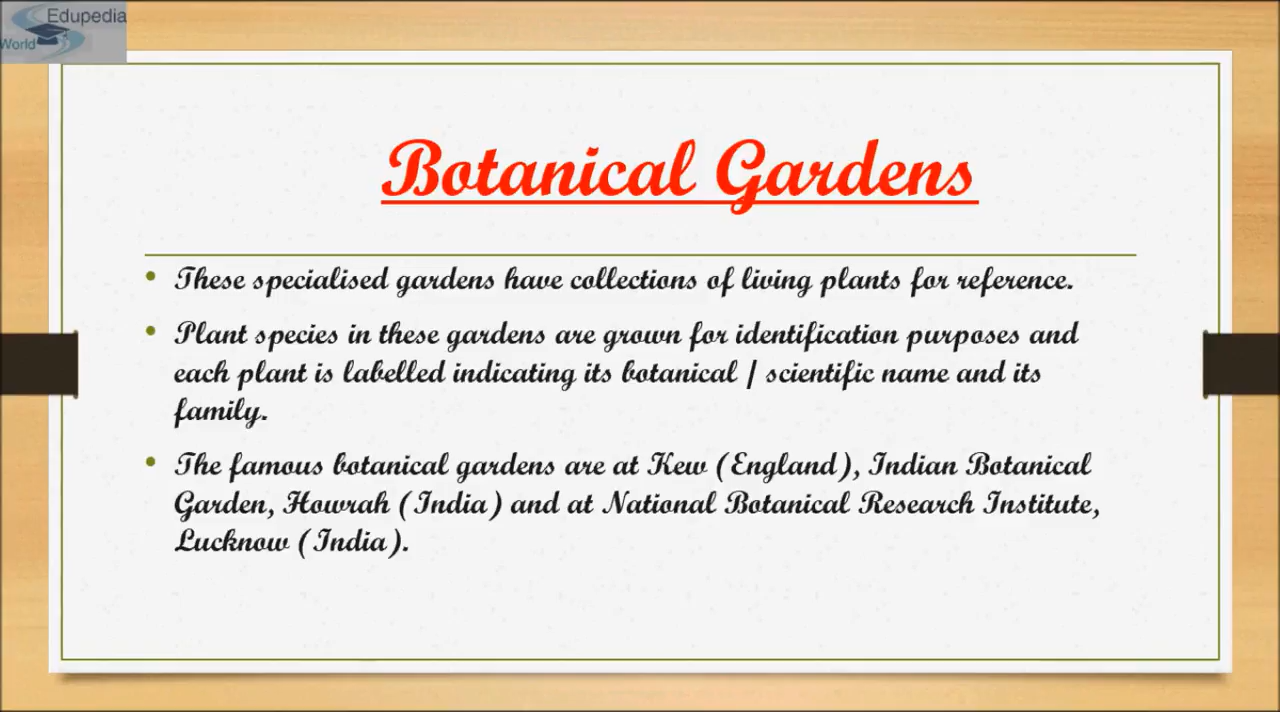 Edupedia
World
Botanical Gardens
• These specialised gardens have collections of living plants for reference.
• Plant species in these gardens are grown for identification purposes and
each plant is labelled indicating its botanical / scientific name and its
family.
• The famous botanical gardens are at Kew (England), Indian Botanical
Garden, Howrah (India) and at National Botanical Research Institute,
Lucknow (India).